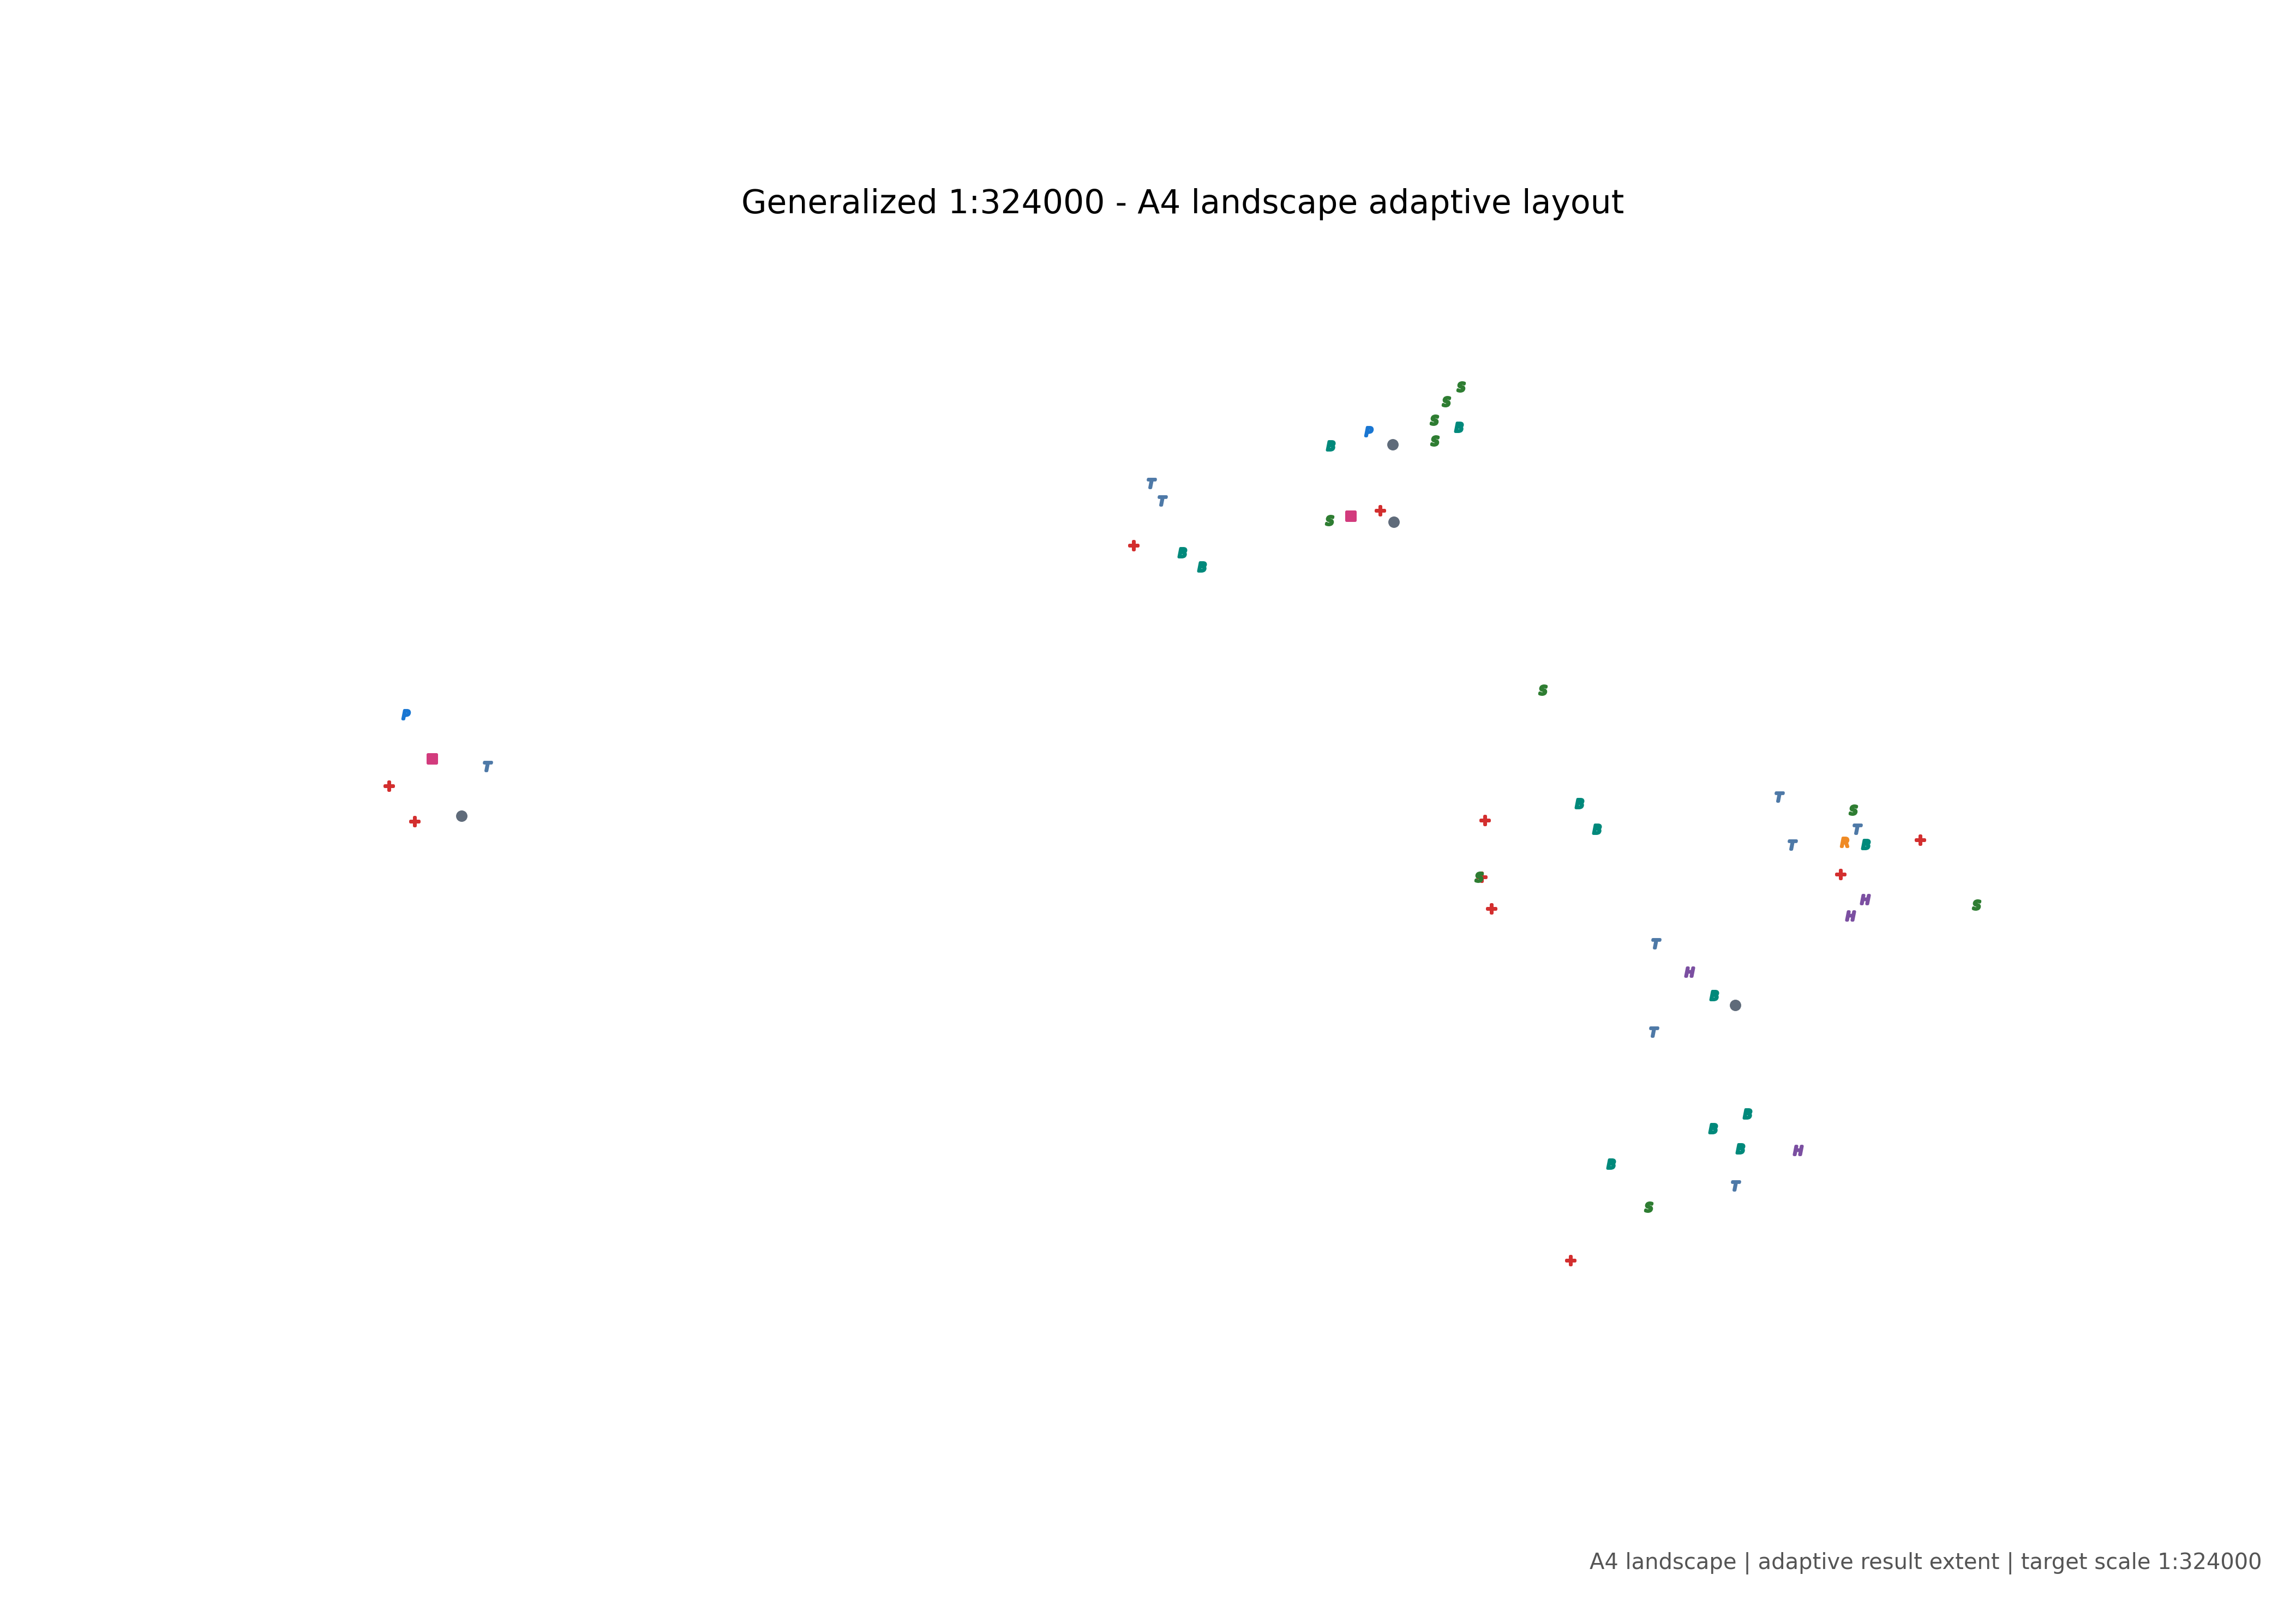 Generalized 1:324000 - A4 landscape adaptive layout
S
S
S
B
P
B
S
T
T
S
B
B
S
P
T
B
T
S
B
T
R
B
T
S
H
S
H
T
H
B
T
B
B
B
H
B
T
S
A4 landscape | adaptive result extent | target scale 1:324000